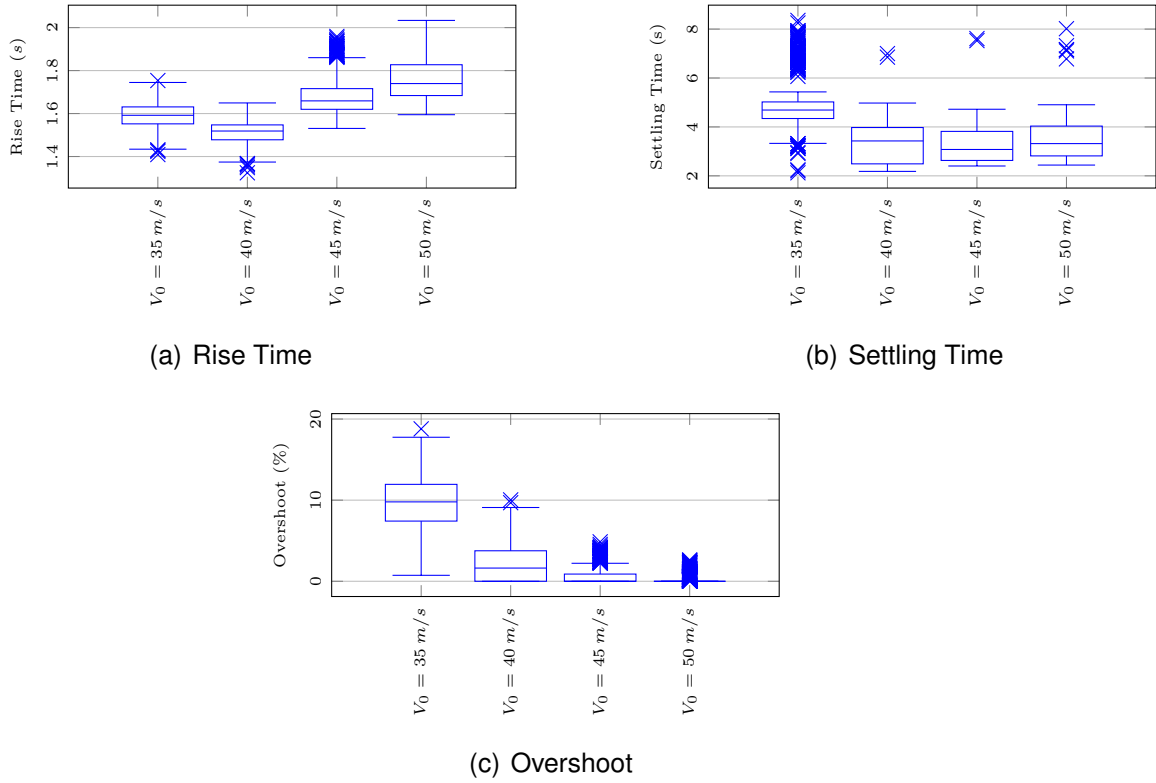 Rise Time (s)
2
1.8
1.6
1.4
V₀ = 35 m/s
V₀ = 40 m/s
V₀ = 45 m/s
V₀ = 50 m/s
(a) Rise Time
Settling Time (s)
8
6
4
2
V₀ = 35 m/s
V₀ = 40 m/s
V₀ = 45 m/s
V₀ = 50 m/s
(b) Settling Time
Overshoot (%)
20
10
0
V₀ = 35 m/s
V₀ = 40 m/s
V₀ = 45 m/s
V₀ = 50 m/s
(c) Overshoot